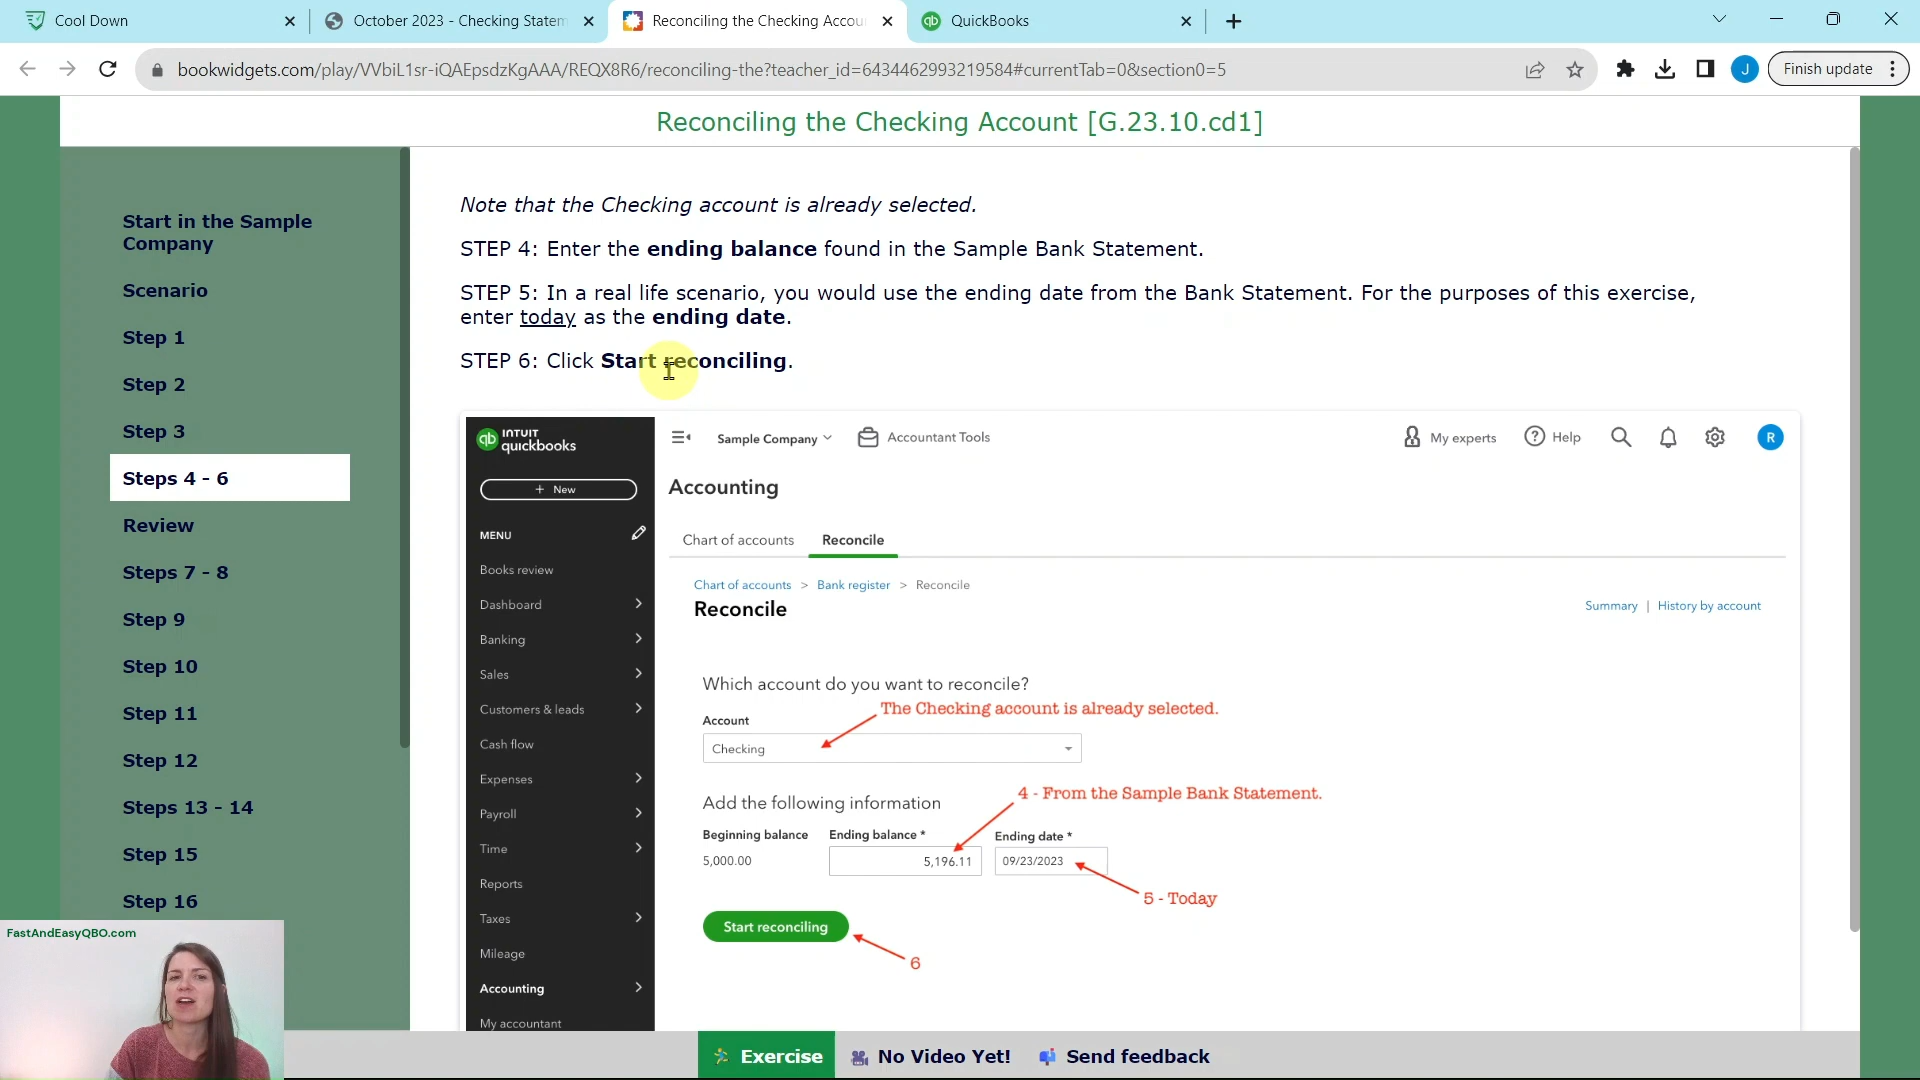 Cool Down
October 2023 - Checking Statem
Reconciling the Checking Accou
QuickBooks
bookwidgets.com/play/VVbiL1sr-iQAEpsdzKgAAA/REQX8R6/reconciling-the?teacher_id=6434462993219584#currentTab=0&section0=5
J
Finish update
Reconciling the Checking Account [G.23.10.cd1]
Start in the Sample
Company
Scenario
Step 1
Step 2
Step 3
Steps 4 - 6
Review
Steps 7 - 8
Step 9
Step 10
Step 11
Step 12
Steps 13 - 14
Step 15
Step 16
Note that the Checking account is already selected.
STEP 4: Enter the ending balance found in the Sample Bank Statement.
STEP 5: In a real life scenario, you would use the ending date from the Bank Statement. For the purposes of this exercise,
enter today as the ending date.
STEP 6: Click Start reconciling.
qb INTUIT quickbooks
Sample Company
Accountant Tools
My experts
Help
R
+ New
MENU
Books review
Dashboard
Banking
Sales
Customers & leads
Cash flow
Expenses
Payroll
Time
Reports
Taxes
Mileage
Accounting
My accountant
Accounting
Chart of accounts
Reconcile
Chart of accounts > Bank register > Reconcile
Reconcile
Summary | History by account
Which account do you want to reconcile?
The Checking account is already selected.
Account
Checking
Add the following information
4 - From the Sample Bank Statement.
Beginning balance
Ending balance *
Ending date *
5,000.00
5,196.11
09/23/2023
5 - Today
Start reconciling
6
FastAndEasyQBO.com
Exercise
No Video Yet!
Send feedback